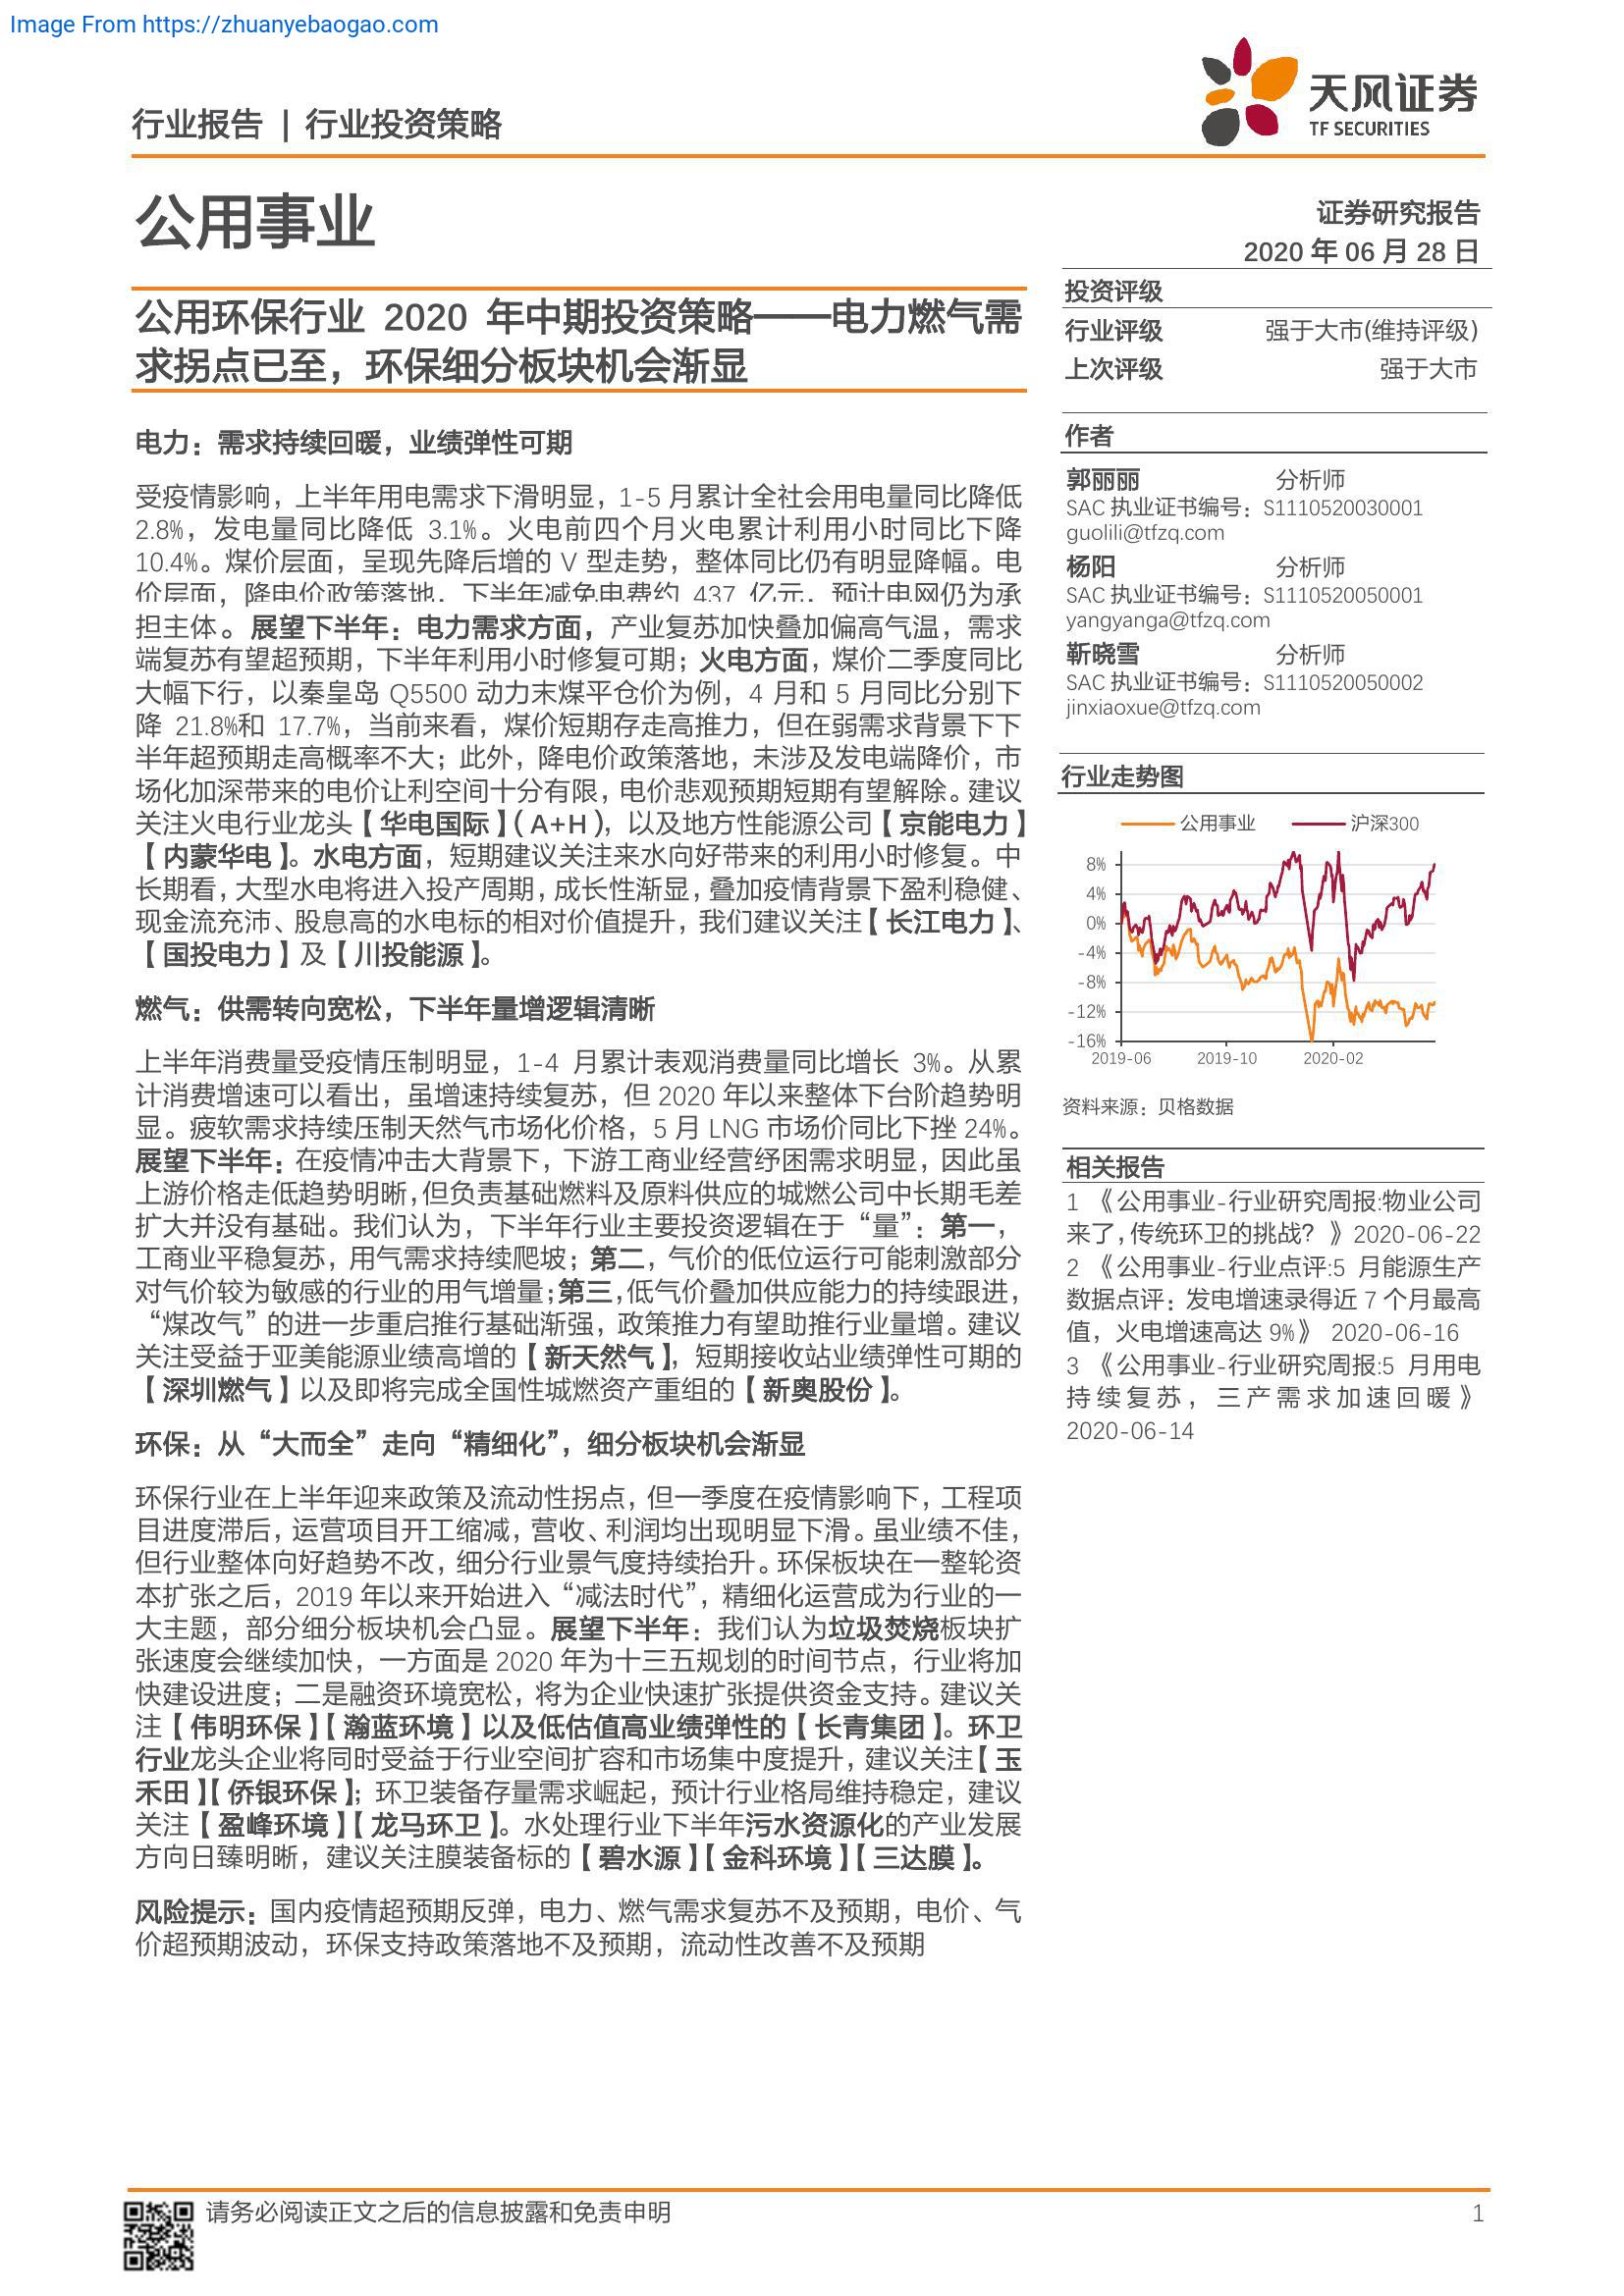 Image From https://zhuanyebaogao.com
天风证券
TF SECURITIES
行业报告 | 行业投资策略
公用事业
证券研究报告
2020 年 06 月 28 日
公用环保行业 2020 年中期投资策略——电力燃气需
求拐点已至，环保细分板块机会渐显
电力：需求持续回暖，业绩弹性可期
受疫情影响，上半年用电需求下滑明显，1-5 月累计全社会用电量同比降低
2.8%，发电量同比降低 3.1%。火电前四个月火电累计利用小时同比下降
10.4%。煤价层面，呈现先降后增的 V 型走势，整体同比仍有明显降幅。电
价层面，降电价政策落地，下半年减免电费约 437 亿元，预计电网仍为承
担主体。展望下半年：电力需求方面，产业复苏加快叠加偏高气温，需求
端复苏有望超预期，下半年利用小时修复可期；火电方面，煤价二季度同比
大幅下行，以秦皇岛 Q5500 动力末煤平仓价为例，4 月和 5 月同比分别下
降 21.8%和 17.7%，当前来看，煤价短期存走高推力，但在弱需求背景下下
半年超预期走高概率不大；此外，降电价政策落地，未涉及发电端降价，市
场化加深带来的电价让利空间十分有限，电价悲观预期短期有望解除。建议
关注火电行业龙头【华电国际】（A+H），以及地方性能源公司【京能电力】
【内蒙华电】。水电方面，短期建议关注来水向好带来的利用小时修复。中
长期看，大型水电将进入投产周期，成长性渐显，叠加疫情背景下盈利稳健、
现金流充沛、股息高的水电标的相对价值提升，我们建议关注【长江电力】、
【国投电力】及【川投能源】。
燃气：供需转向宽松，下半年量增逻辑清晰
上半年消费量受疫情压制明显，1-4 月累计表观消费量同比增长 3%。从累
计消费增速可以看出，虽增速持续复苏，但 2020 年以来整体下台阶趋势明
显。疲软需求持续压制天然气市场化价格，5 月 LNG 市场价同比下挫 24%。
展望下半年：在疫情冲击大背景下，下游工商业经营纾困需求明显，因此虽
上游价格走低趋势明晰，但负责基础燃料及原料供应的城燃公司中长期毛差
扩大并没有基础。我们认为，下半年行业主要投资逻辑在于“量”：第一，
工商业平稳复苏，用气需求持续爬坡；第二，气价的低位运行可能刺激部分
对气价较为敏感的行业的用气增量；第三，低气价叠加供应能力的持续跟进，
“煤改气”的进一步重启推行基础渐强，政策推力有望助推行业量增。建议
关注受益于亚美能源业绩高增的【新天然气】，短期接收站业绩弹性可期的
【深圳燃气】以及即将完成全国性城燃资产重组的【新奥股份】。
环保：从“大而全”走向“精细化”，细分板块机会渐显
环保行业在上半年迎来政策及流动性拐点，但一季度在疫情影响下，工程项
目进度滞后，运营项目开工缩减，营收、利润均出现明显下滑。虽业绩不佳，
但行业整体向好趋势不改，细分行业景气度持续抬升。环保板块在一整轮资
本扩张之后，2019 年以来开始进入“减法时代”，精细化运营成为行业的一
大主题，部分细分板块机会凸显。展望下半年：我们认为垃圾焚烧板块扩
张速度会继续加快，一方面是 2020 年为十三五规划的时间节点，行业将加
快建设进度；二是融资环境宽松，将为企业快速扩张提供资金支持。建议关
注【伟明环保】【瀚蓝环境】以及低估值高业绩弹性的【长青集团】。环卫
行业龙头企业将同时受益于行业空间扩容和市场集中度提升，建议关注【玉
禾田】【侨银环保】；环卫装备存量需求崛起，预计行业格局维持稳定，建议
关注【盈峰环境】【龙马环卫】。水处理行业下半年污水资源化的产业发展
方向日臻明晰，建议关注膜装备标的【碧水源】【金科环境】【三达膜】。
风险提示：国内疫情超预期反弹，电力、燃气需求复苏不及预期，电价、气
价超预期波动，环保支持政策落地不及预期，流动性改善不及预期
投资评级
行业评级 强于大市(维持评级)
上次评级 强于大市
作者
郭丽丽 分析师
SAC 执业证书编号：S1110520030001
guolili@tfzq.com
杨阳 分析师
SAC 执业证书编号：S1110520050001
yangyanga@tfzq.com
靳晓雪 分析师
SAC 执业证书编号：S1110520050002
jinxiaoxue@tfzq.com
行业走势图
公用事业 沪深300
8%
4%
0%
-4%
-8%
-12%
-16%
2019-06 2019-10 2020-02
资料来源：贝格数据
相关报告
1 《公用事业-行业研究周报:物业公司
来了,传统环卫的挑战？》2020-06-22
2 《公用事业-行业点评:5 月能源生产
数据点评：发电增速录得近 7 个月最高
值，火电增速高达 9%》 2020-06-16
3 《公用事业-行业研究周报:5 月用电
持续复苏，三产需求加速回暖》
2020-06-14
请务必阅读正文之后的信息披露和免责申明
1